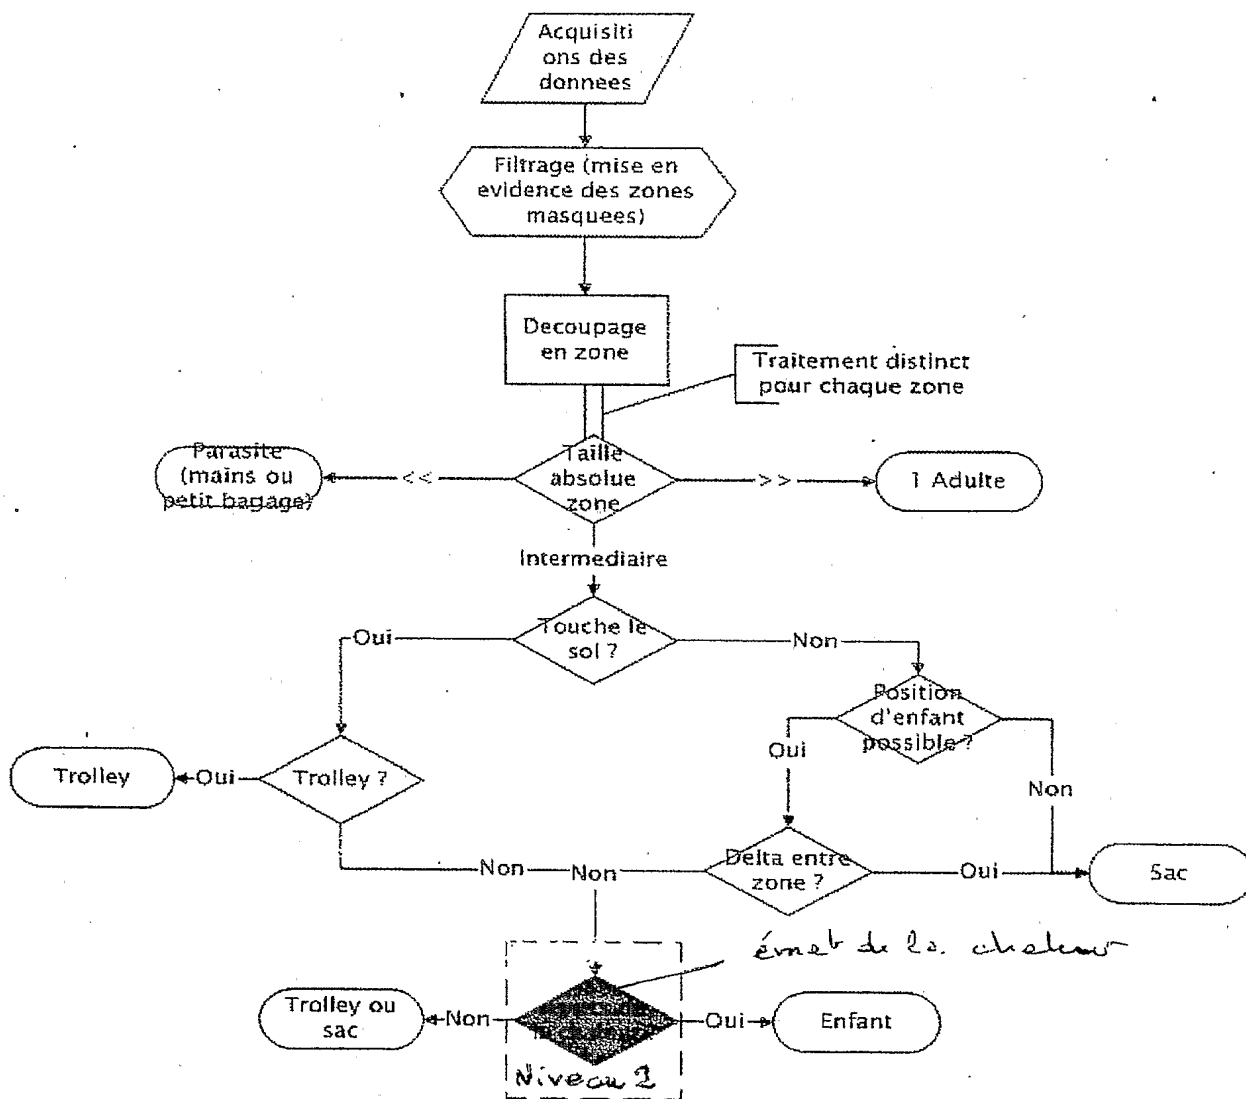 Acquisiti
ons des
donnees
Filtrage (mise en
evidence des zones
masquees)
Decoupage
en zone
Traitement distinct
pour chaque zone
Parasite
(mains ou
petit bagage)
<<
Taille
absolue
zone
>>
1 Adulte
Intermediaire
Oui
Touche le
sol ?
Non
Position
d'enfant
possible ?
Oui
Non
Trolley
Oui
Trolley ?
Non
Non
Delta entre
zone ?
Oui
Sac
émet de la chaleur
Trolley ou
sac
Non
Oui
Enfant
Niveau 2